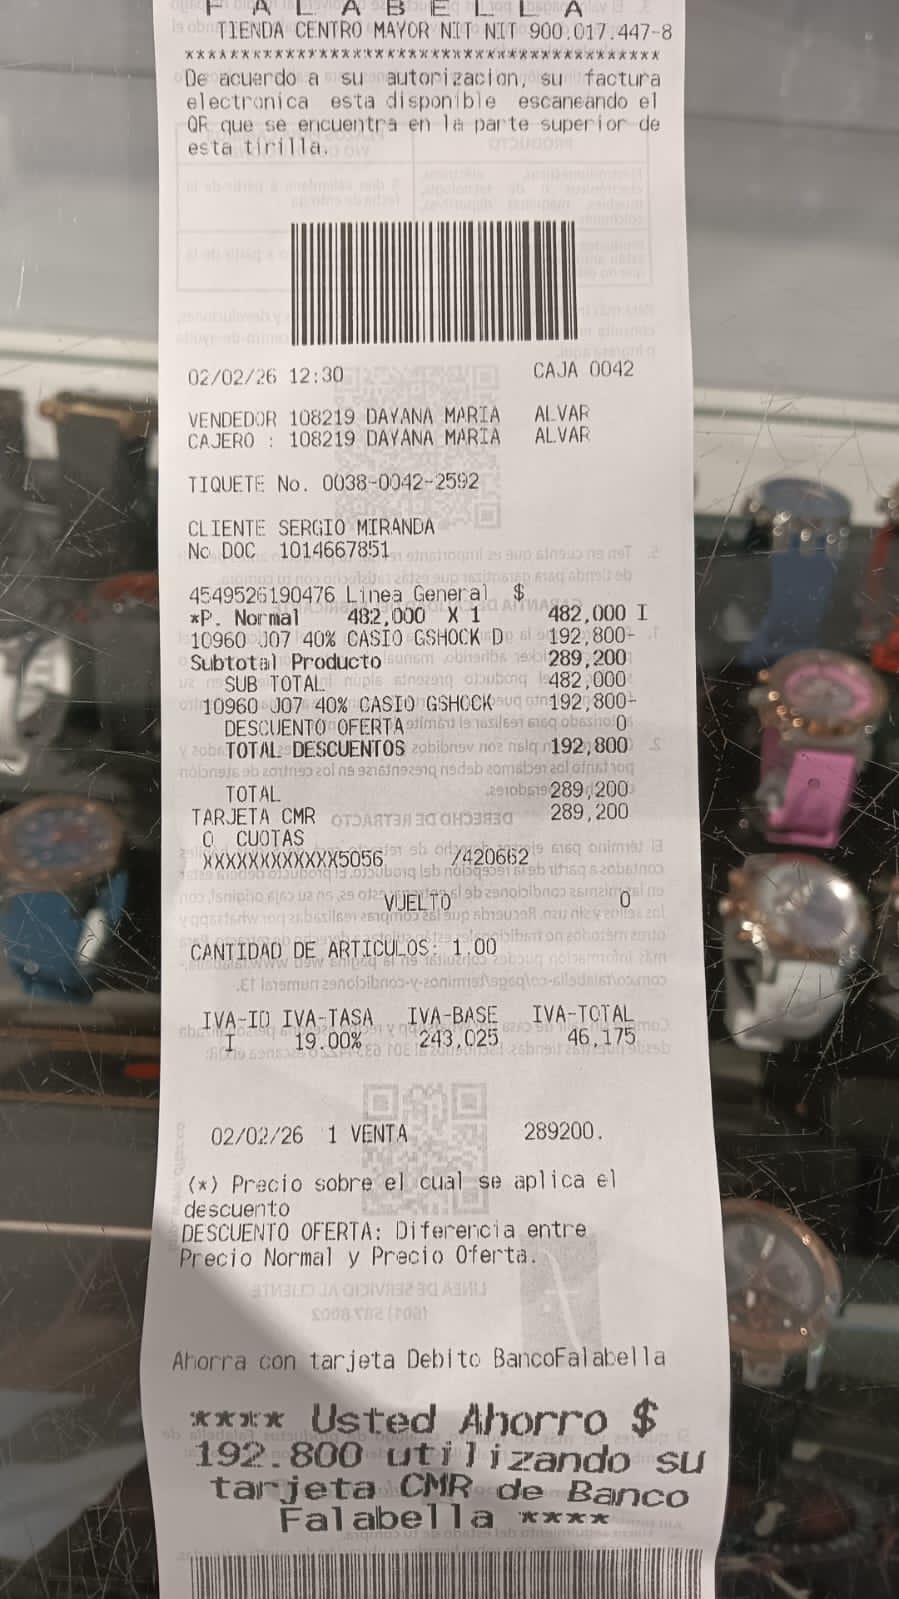 FALABELLA
TIENDA CENTRO MAYOR NIT NIT 900.017.447-8
******************************************
De acuerdo a su autorizacion, su factura
electronica esta disponible escaneando el
QR que se encuentra en la parte superior de
esta tirilla.
02/02/26 12:30 CAJA 0042
VENDEDOR 108219 DAYANA MARIA ALVAR
CAJERO : 108219 DAYANA MARIA ALVAR
TIQUETE No. 0038-0042-2592
CLIENTE SERGIO MIRANDA
No DOC 1014667851
4549526190476 Linea General $
*P. Normal 482,000 X 1 482,000 I
10960 J07 40% CASIO GSHOCK D 192,800-
Subtotal Producto 289,200
SUB TOTAL 482,000
10960 J07 40% CASIO GSHOCK 192,800-
DESCUENTO OFERTA 0
TOTAL DESCUENTOS 192,800
TOTAL 289,200
TARJETA CMR 289,200
0 CUOTAS
XXXXXXXXXXXX5056 /420662
VUELTO 0
CANTIDAD DE ARTICULOS: 1.00
IVA-ID IVA-TASA IVA-BASE IVA-TOTAL
I 19.00% 243,025 46,175
02/02/26 1 VENTA 289200.
(*) Precio sobre el cual se aplica el
descuento
DESCUENTO OFERTA: Diferencia entre
Precio Normal y Precio Oferta.
Ahorra con tarjeta Debito BancoFalabella
**** Usted Ahorro $
192.800 utilizando su
tarjeta CMR de Banco
Falabella ****